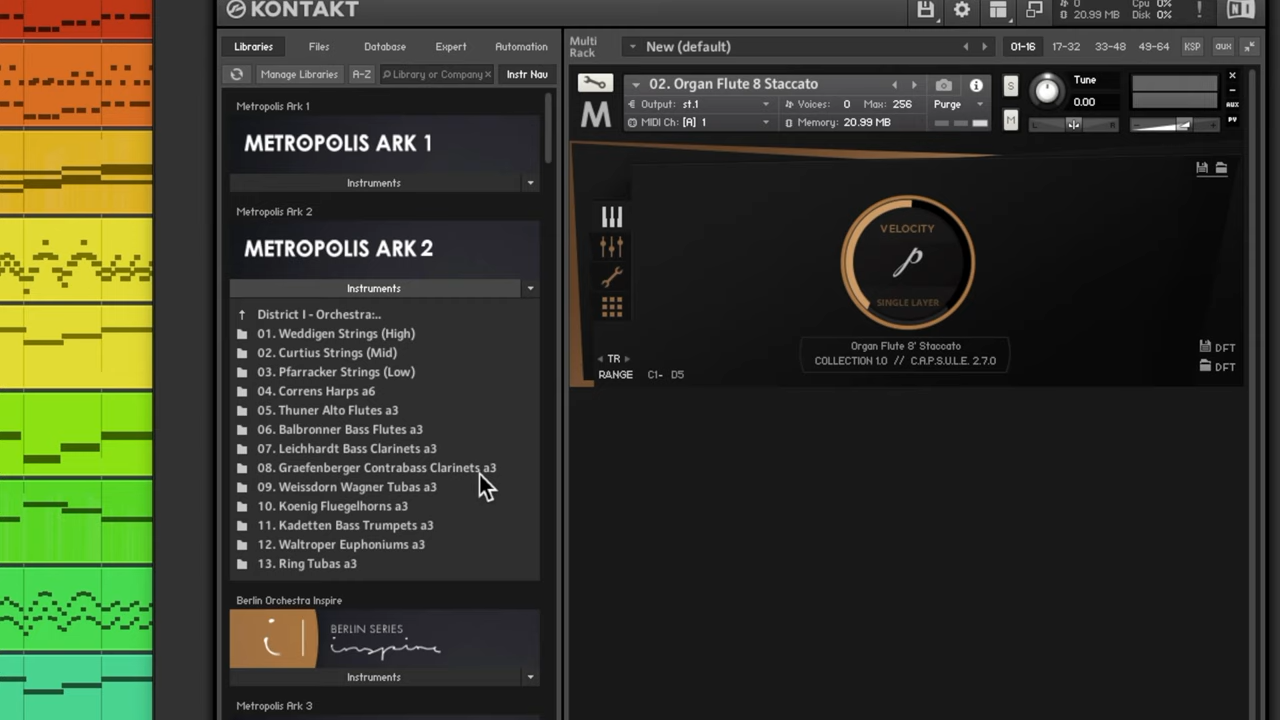 KONTAKT
0
20.99 MB
Cpu 0%
Disk 0%
Libraries Files Database Expert Automation
Manage Libraries A-Z Library or Company Instr Nav
Metropolis Ark 1
METROPOLIS ARK 1
Instruments
Metropolis Ark 2
METROPOLIS ARK 2
Instruments
District I - Orchestra:..
01. Weddigen Strings (High)
02. Curtius Strings (Mid)
03. Pfarracker Strings (Low)
04. Correns Harps a6
05. Thuner Alto Flutes a3
06. Balbronner Bass Flutes a3
07. Leichhardt Bass Clarinets a3
08. Graefenberger Contrabass Clarinets a3
09. Weissdorn Wagner Tubas a3
10. Koenig Fluegelhorns a3
11. Kadetten Bass Trumpets a3
12. Waltroper Euphoniums a3
13. Ring Tubas a3
Berlin Orchestra Inspire
BERLIN SERIES
inspire
Instruments
Metropolis Ark 3
Multi
Rack
New (default)
01-16 17-32 33-48 49-64 KSP aux
02. Organ Flute 8 Staccato
Output: st.1 Voices: 0 Max: 256 Purge
MIDI Ch: [A] 1 Memory: 20.99 MB
S
M
Tune
0.00
L R
AUX
PV
M
VELOCITY
p
SINGLE LAYER
Organ Flute 8' Staccato
COLLECTION 1.0 // C.A.P.S.U.L.E. 2.7.0
TR
RANGE C1- D5
DFT
DFT